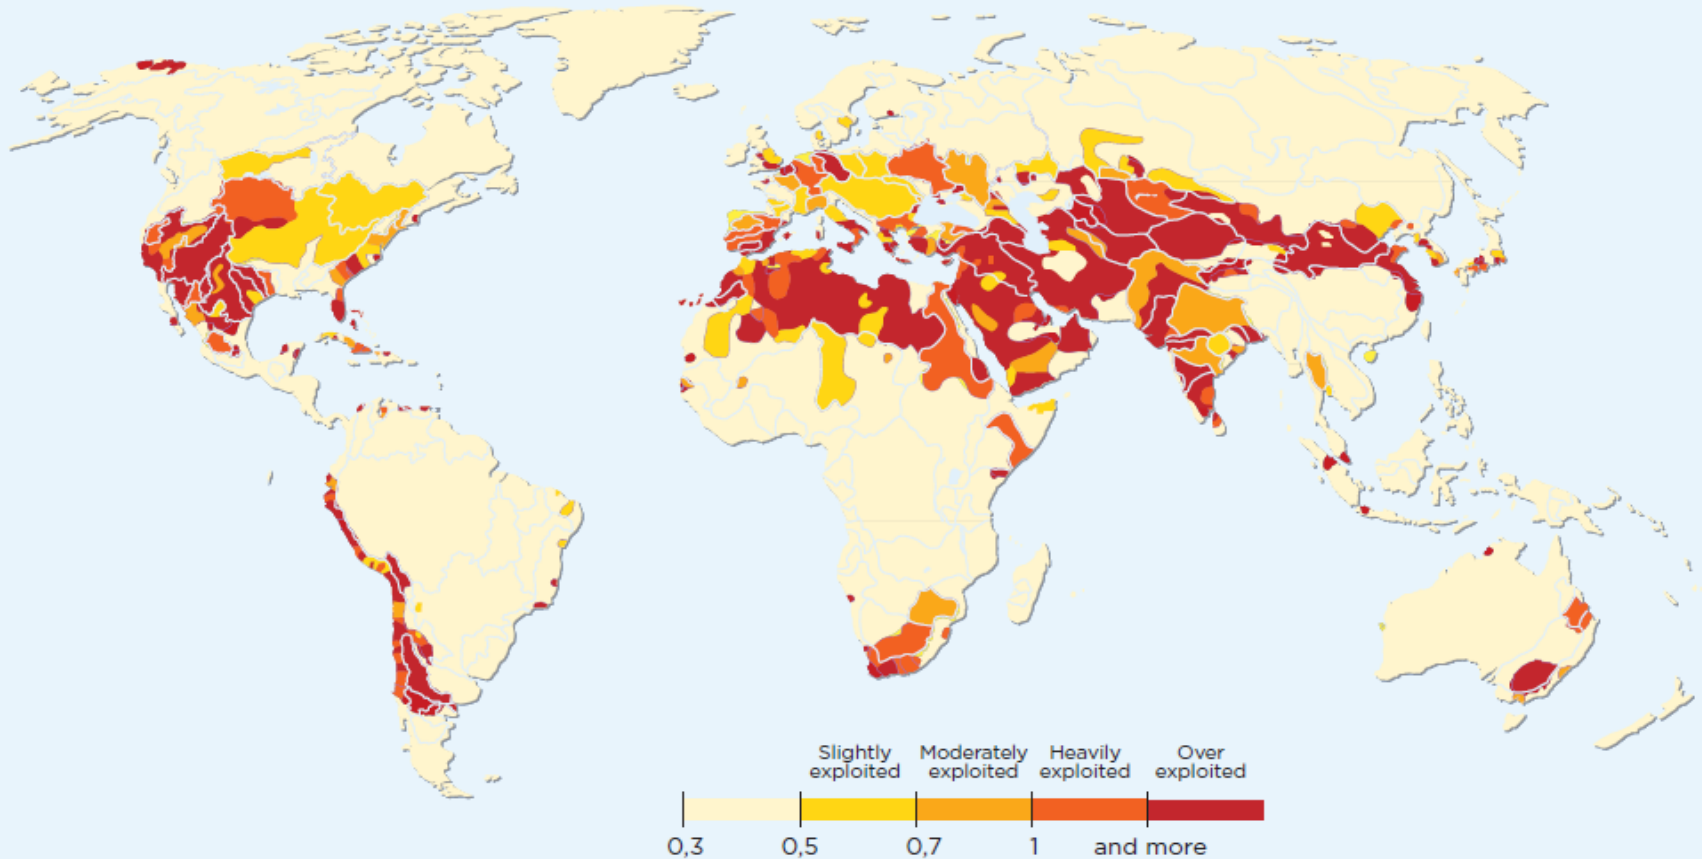 Slightly
exploited
Moderately
exploited
Heavily
exploited
Over
exploited
0,3
0,5
0,7
1
and more